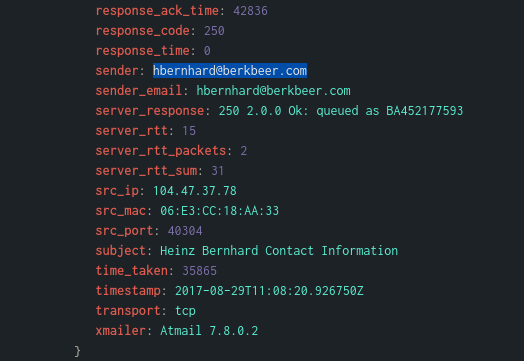 response_ack_time: 42836
response_code: 250
response_time: 0
sender: hbernhard@berkbeer.com
sender_email: hbernhard@berkbeer.com
server_response: 250 2.0.0 Ok: queued as BA452177593
server_rtt: 15
server_rtt_packets: 2
server_rtt_sum: 31
src_ip: 104.47.37.78
src_mac: 06:E3:CC:18:AA:33
src_port: 40304
subject: Heinz Bernhard Contact Information
time_taken: 35865
timestamp: 2017-08-29T11:08:20.926750Z
transport: tcp
xmailer: Atmail 7.8.0.2
}